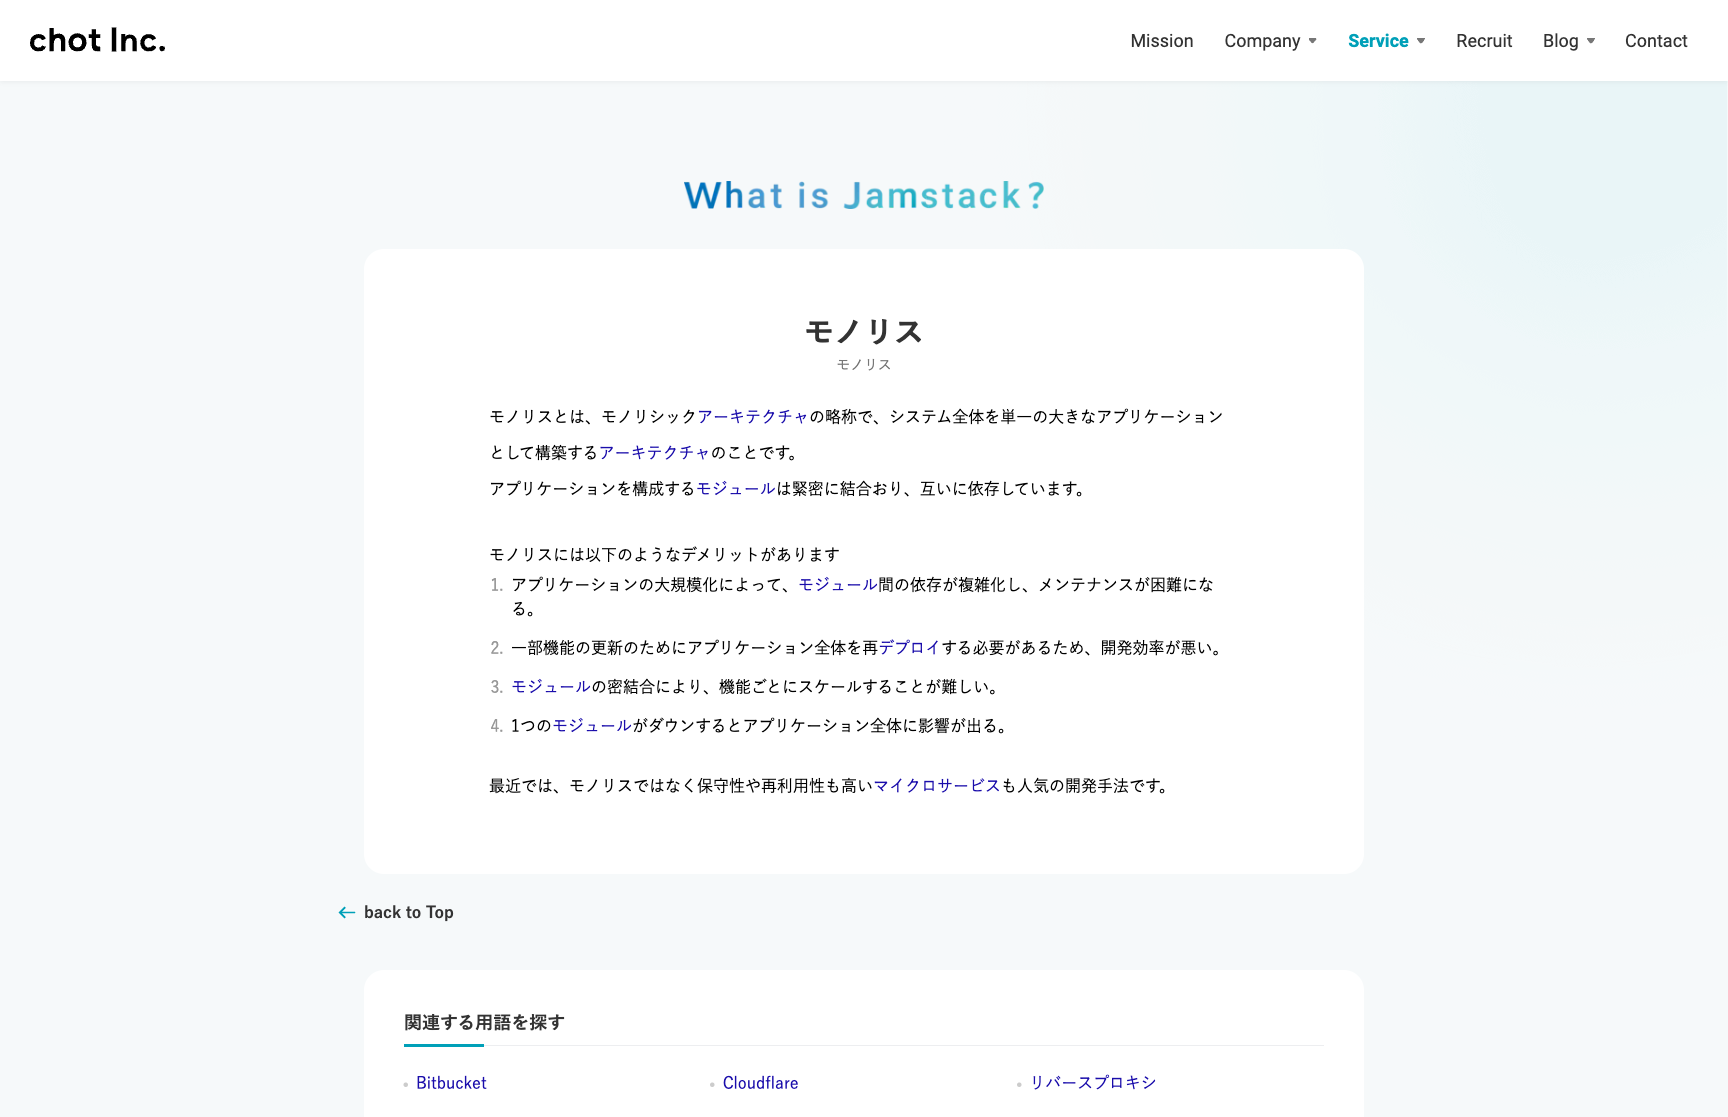 chot Inc.
Mission Company Service Recruit Blog Contact
What is Jamstack?
モノリス
モノリス
モノリスとは、モノリシックアーキテクチャの略称で、システム全体を単一の大きなアプリケーション
として構築するアーキテクチャのことです。
アプリケーションを構成するモジュールは緊密に結合おり、互いに依存しています。
モノリスには以下のようなデメリットがあります
1. アプリケーションの大規模化によって、モジュール間の依存が複雑化し、メンテナンスが困難にな
る。
2. 一部機能の更新のためにアプリケーション全体を再デプロイする必要があるため、開発効率が悪い。
3. モジュールの密結合により、機能ごとにスケールすることが難しい。
4. 1つのモジュールがダウンするとアプリケーション全体に影響が出る。
最近では、モノリスではなく保守性や再利用性も高いマイクロサービスも人気の開発手法です。
back to Top
関連する用語を探す
Bitbucket Cloudflare リバースプロキシ